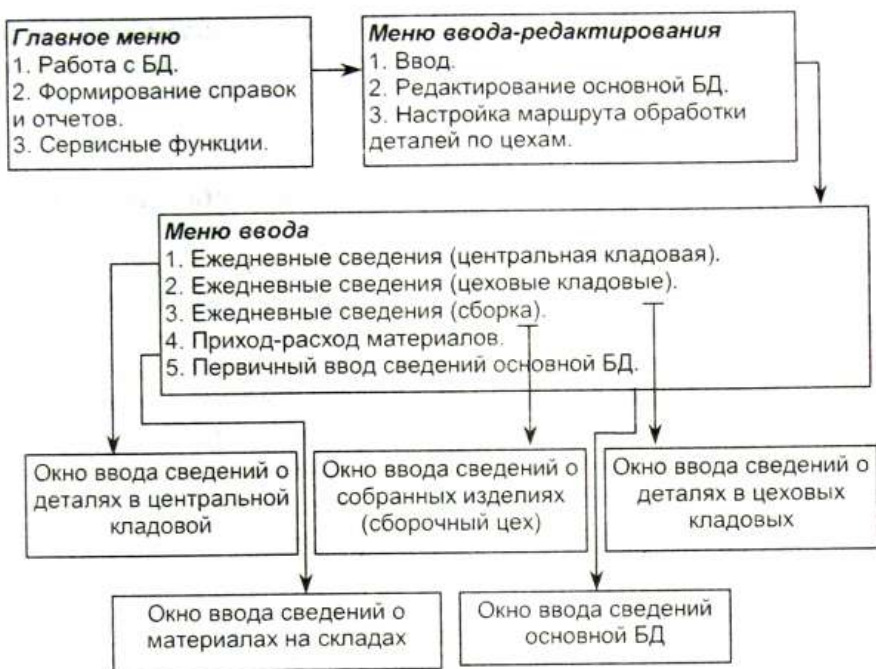 Главное меню
1. Работа с БД.
2. Формирование справок
и отчетов.
3. Сервисные функции.
Меню ввода-редактирования
1. Ввод.
2. Редактирование основной БД.
3. Настройка маршрута обработки
деталей по цехам.
Меню ввода
1. Ежедневные сведения (центральная кладовая).
2. Ежедневные сведения (цеховые кладовые).
3. Ежедневные сведения (сборка).
4. Приход-расход материалов.
5. Первичный ввод сведений основной БД.
Окно ввода сведений о
деталях в центральной
кладовой
Окно ввода сведений о
собранных изделиях
(сборочный цех)
Окно ввода сведений о
деталях в цеховых
кладовых
Окно ввода сведений о
материалах на складах
Окно ввода сведений
основной БД